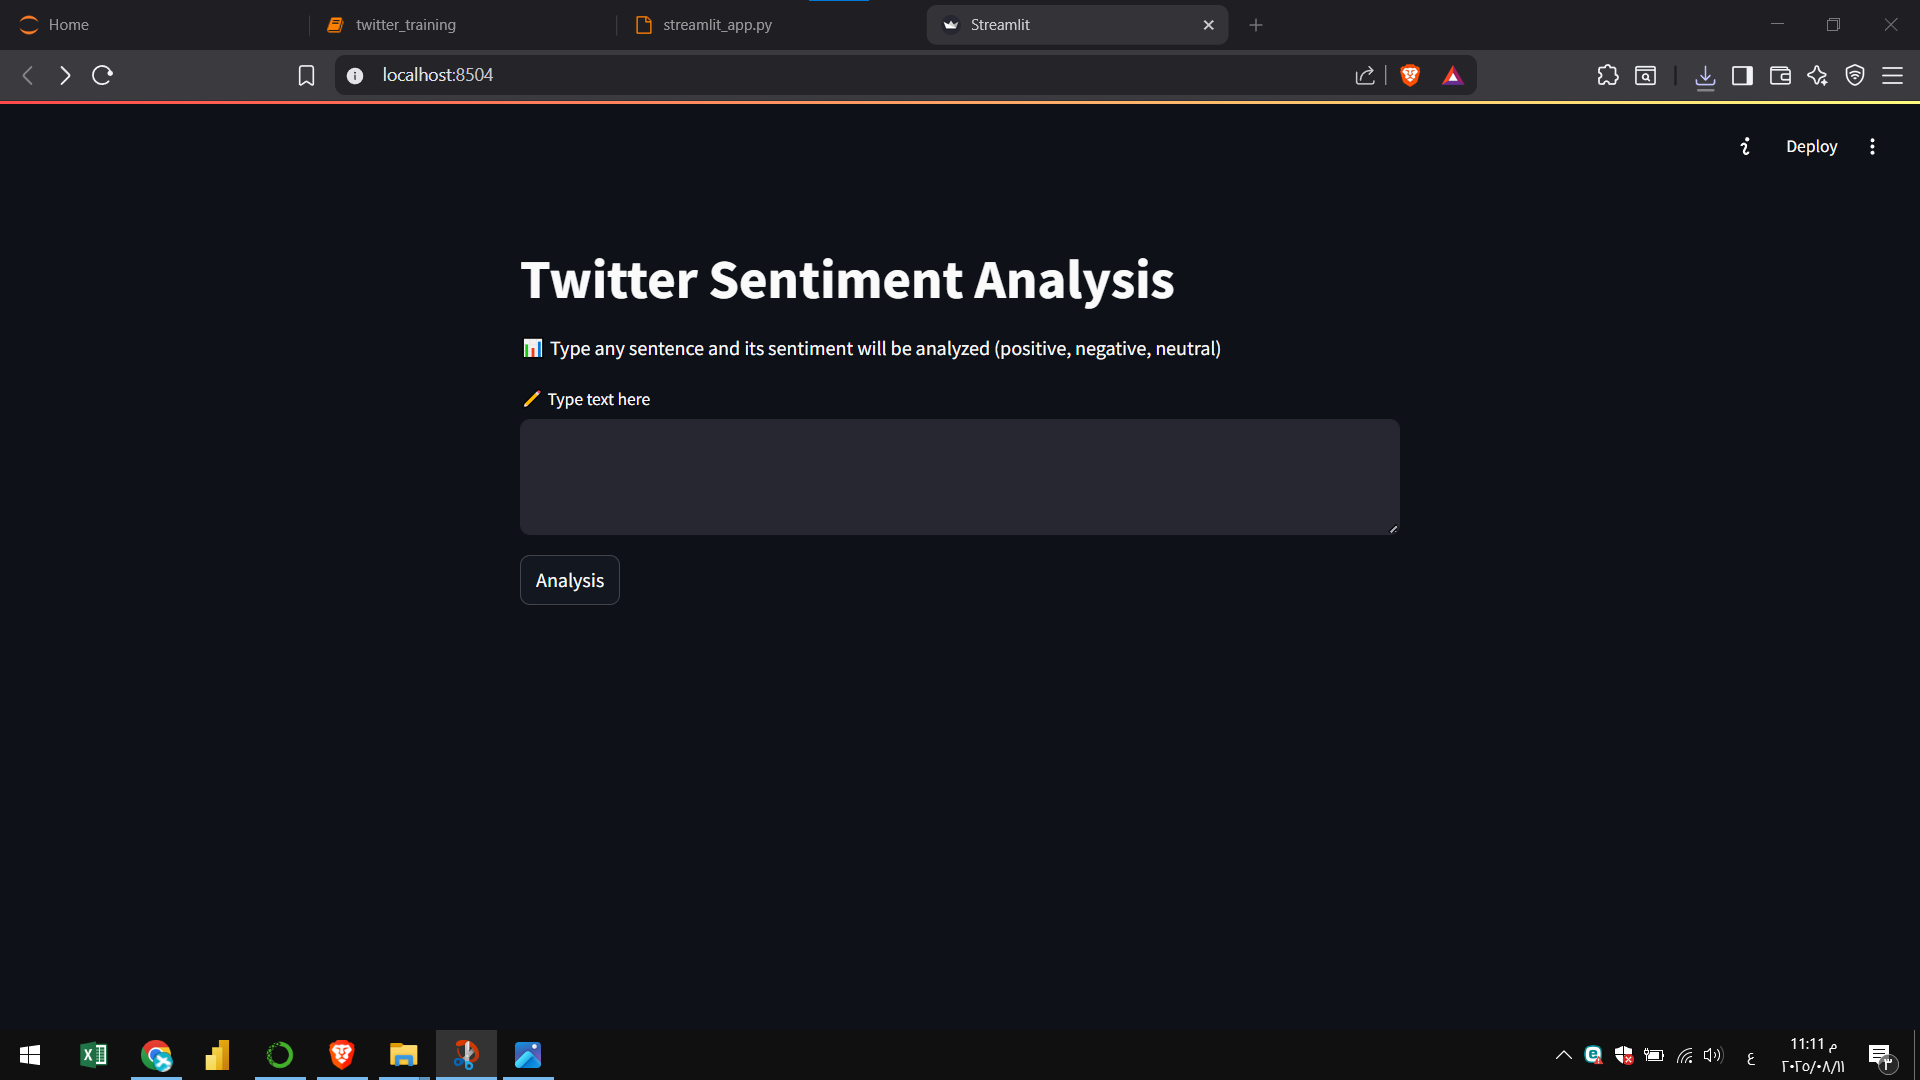 Home
twitter_training
streamlit_app.py
Streamlit
localhost:8504
Deploy
Twitter Sentiment Analysis
📊 Type any sentence and its sentiment will be analyzed (positive, negative, neutral)
✏️ Type text here
Analysis
ع
11:11 م
٢٠٢٥/٠٨/١١
٣